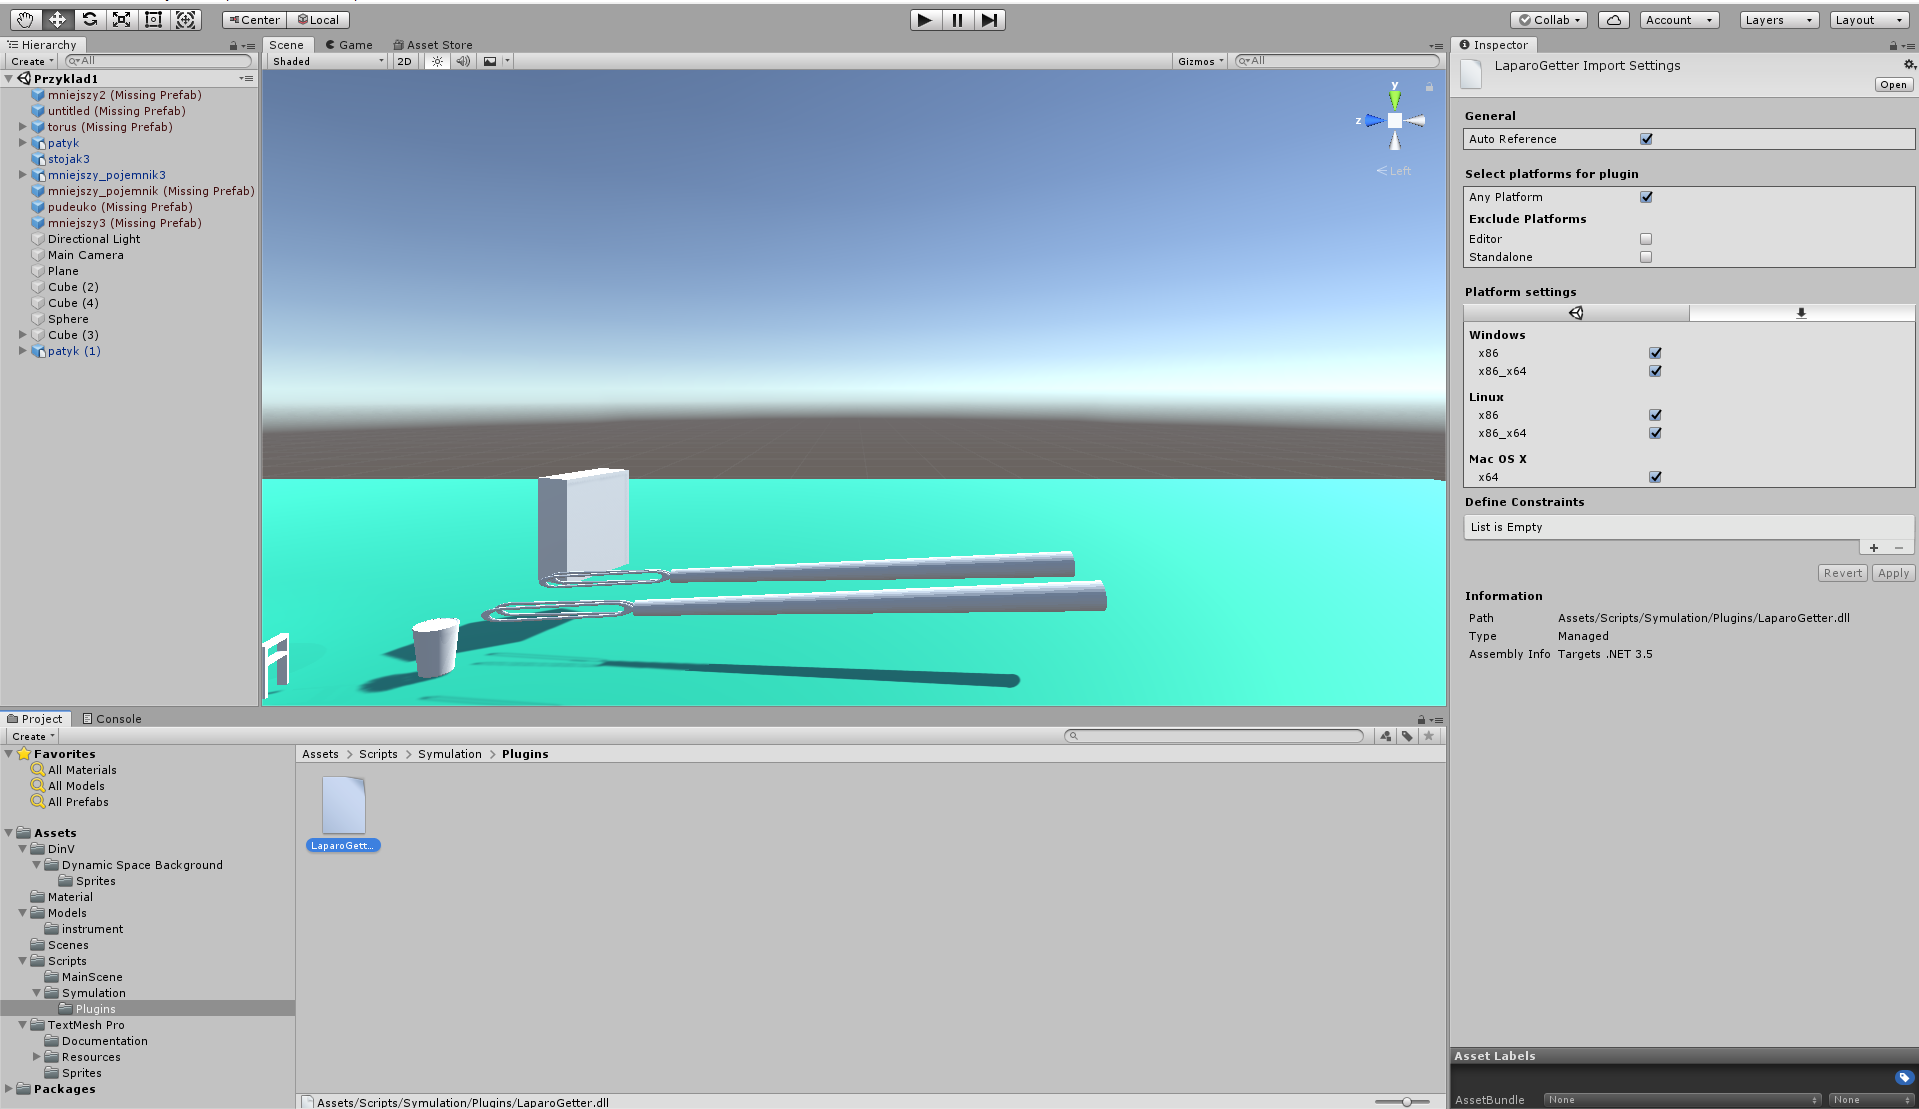 Center Local
Collab Account Layers Layout
Hierarchy
Create All
Przyklad1
mniejszy2 (Missing Prefab)
untitled (Missing Prefab)
torus (Missing Prefab)
patyk
stojak3
mniejszy_pojemnik3
mniejszy_pojemnik (Missing Prefab)
pudeuko (Missing Prefab)
mniejszy3 (Missing Prefab)
Directional Light
Main Camera
Plane
Cube (2)
Cube (4)
Sphere
Cube (3)
patyk (1)
Scene Game Asset Store
Shaded 2D Gizmos All
y
z
Left
Inspector
LaparoGetter Import Settings
Open
General
Auto Reference
Select platforms for plugin
Any Platform
Exclude Platforms
Editor
Standalone
Platform settings
Windows
x86
x86_x64
Linux
x86
x86_x64
Mac OS X
x64
Define Constraints
List is Empty
+ −
Revert Apply
Information
Path Assets/Scripts/Symulation/Plugins/LaparoGetter.dll
Type Managed
Assembly Info Targets .NET 3.5
Project Console
Create
Favorites
All Materials
All Models
All Prefabs
Assets
DinV
Dynamic Space Background
Sprites
Material
Models
instrument
Scenes
Scripts
MainScene
Symulation
Plugins
TextMesh Pro
Documentation
Resources
Sprites
Packages
Assets > Scripts > Symulation > Plugins
LaparoGett...
Assets/Scripts/Symulation/Plugins/LaparoGetter.dll
Asset Labels
AssetBundle None None